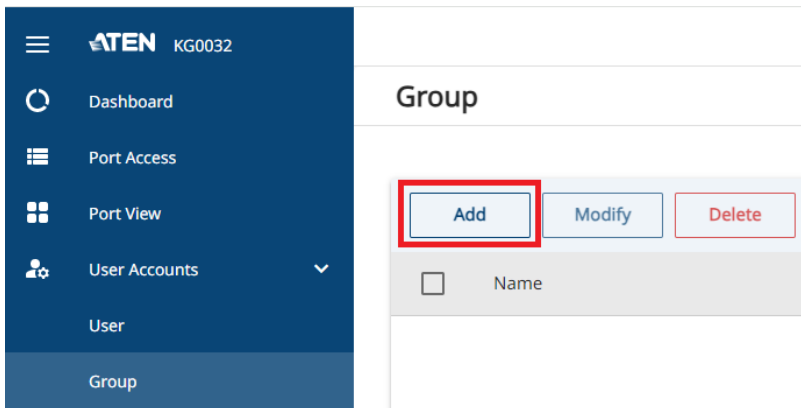 ATEN KG0032
Dashboard
Port Access
Port View
User Accounts
User
Group
Group
Add Modify Delete
Name